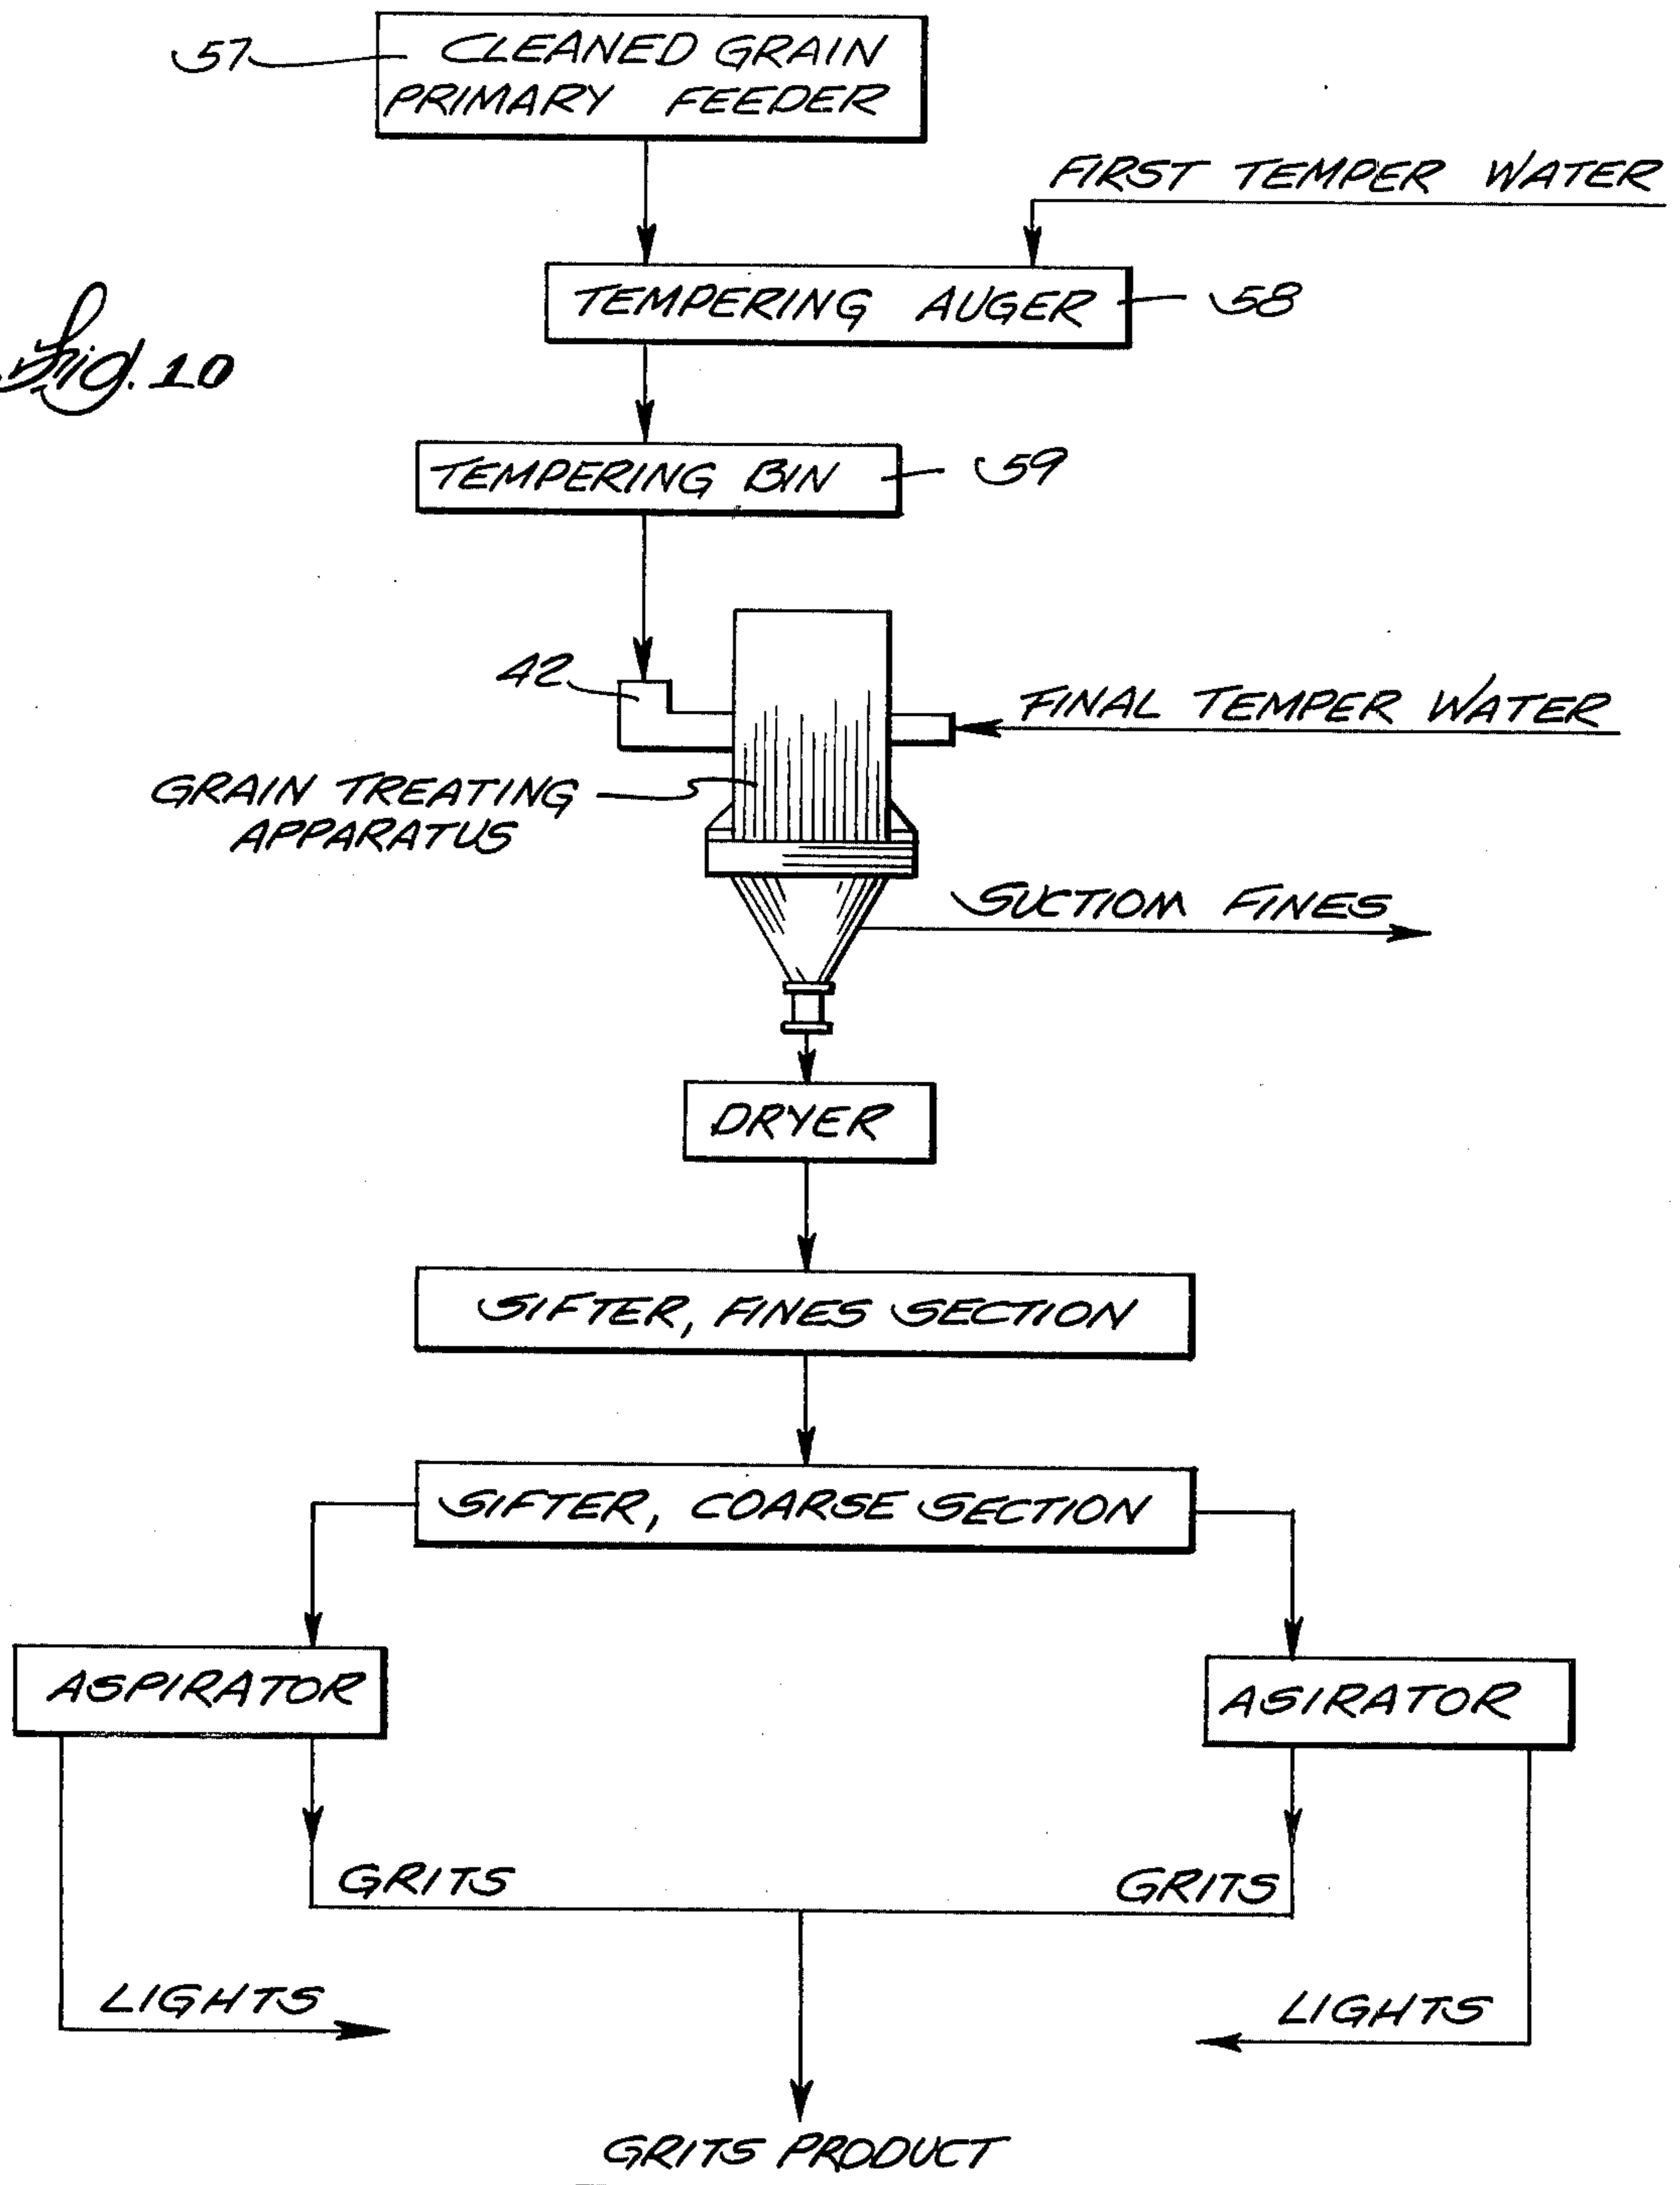 57
CLEANED GRAIN
PRIMARY FEEDER
FIRST TEMPER WATER
TEMPERING AUGER
58
Fig. 10
TEMPERING BIN
59
42
FINAL TEMPER WATER
GRAIN TREATING
APPARATUS
SUCTIOM FINES
DRYER
SIFTER, FINES SECTION
SIFTER, COARSE SECTION
ASPIRATOR
ASIRATOR
GRITS
GRITS
LIGHTS
LIGHTS
GRITS PRODUCT